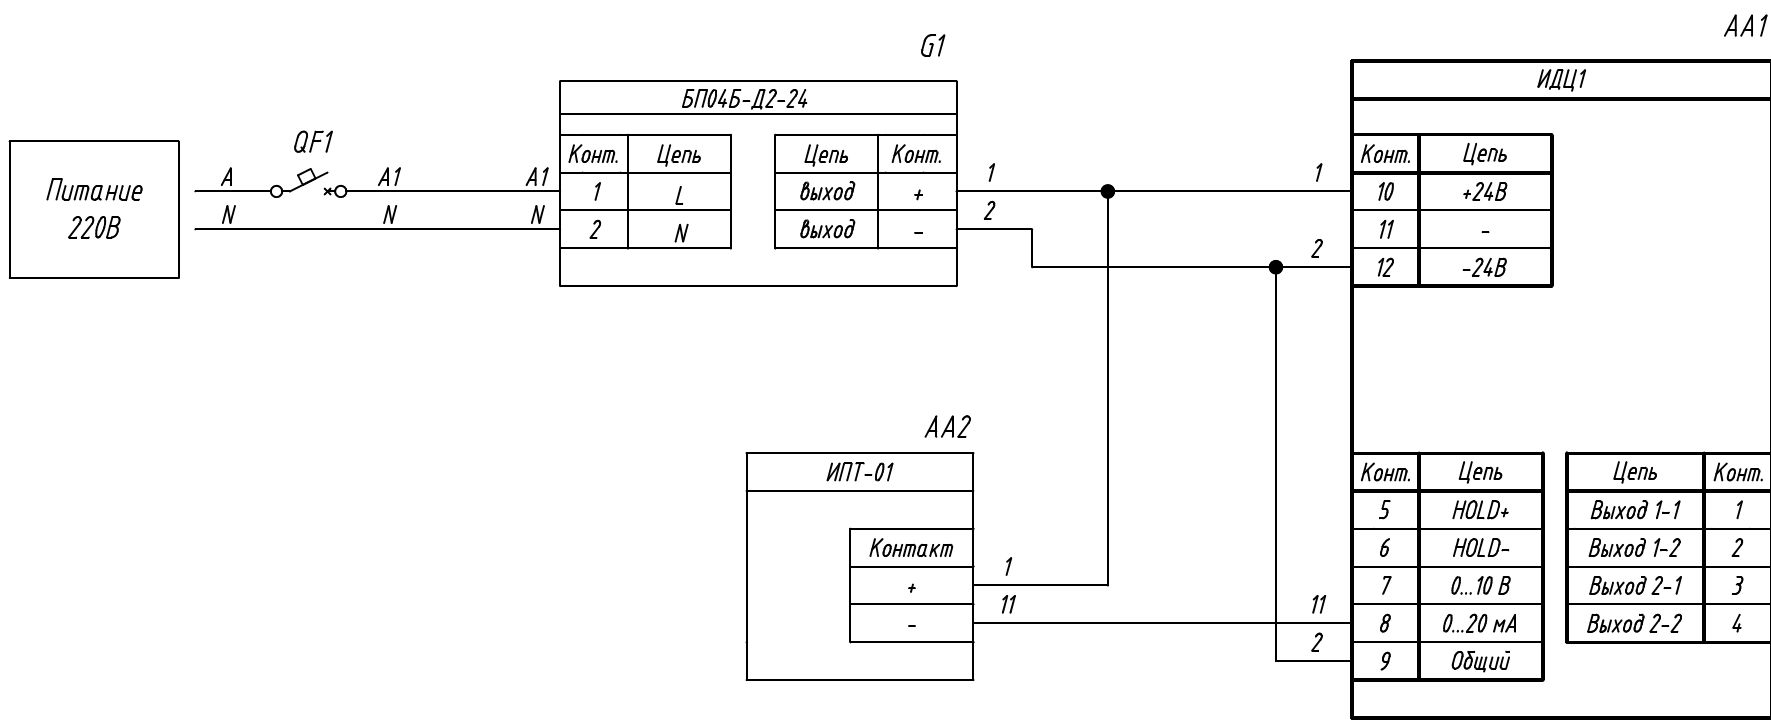 AA1
G1
ИДЦ1
БП04Б-Д2-24
QF1
Питание
220В
A
A1
A1
N
N
N
Конт. Цепь
1 L
2 N
Цепь Конт.
выход +
выход -
1
2
1
2
Конт. Цепь
10 +24В
11 -
12 -24В
AA2
ИПТ-01
Контакт
+
-
1
11
11
2
Конт. Цепь
5 HOLD+
6 HOLD-
7 0...10 В
8 0...20 мА
9 Общий
Цепь Конт.
Выход 1-1 1
Выход 1-2 2
Выход 2-1 3
Выход 2-2 4